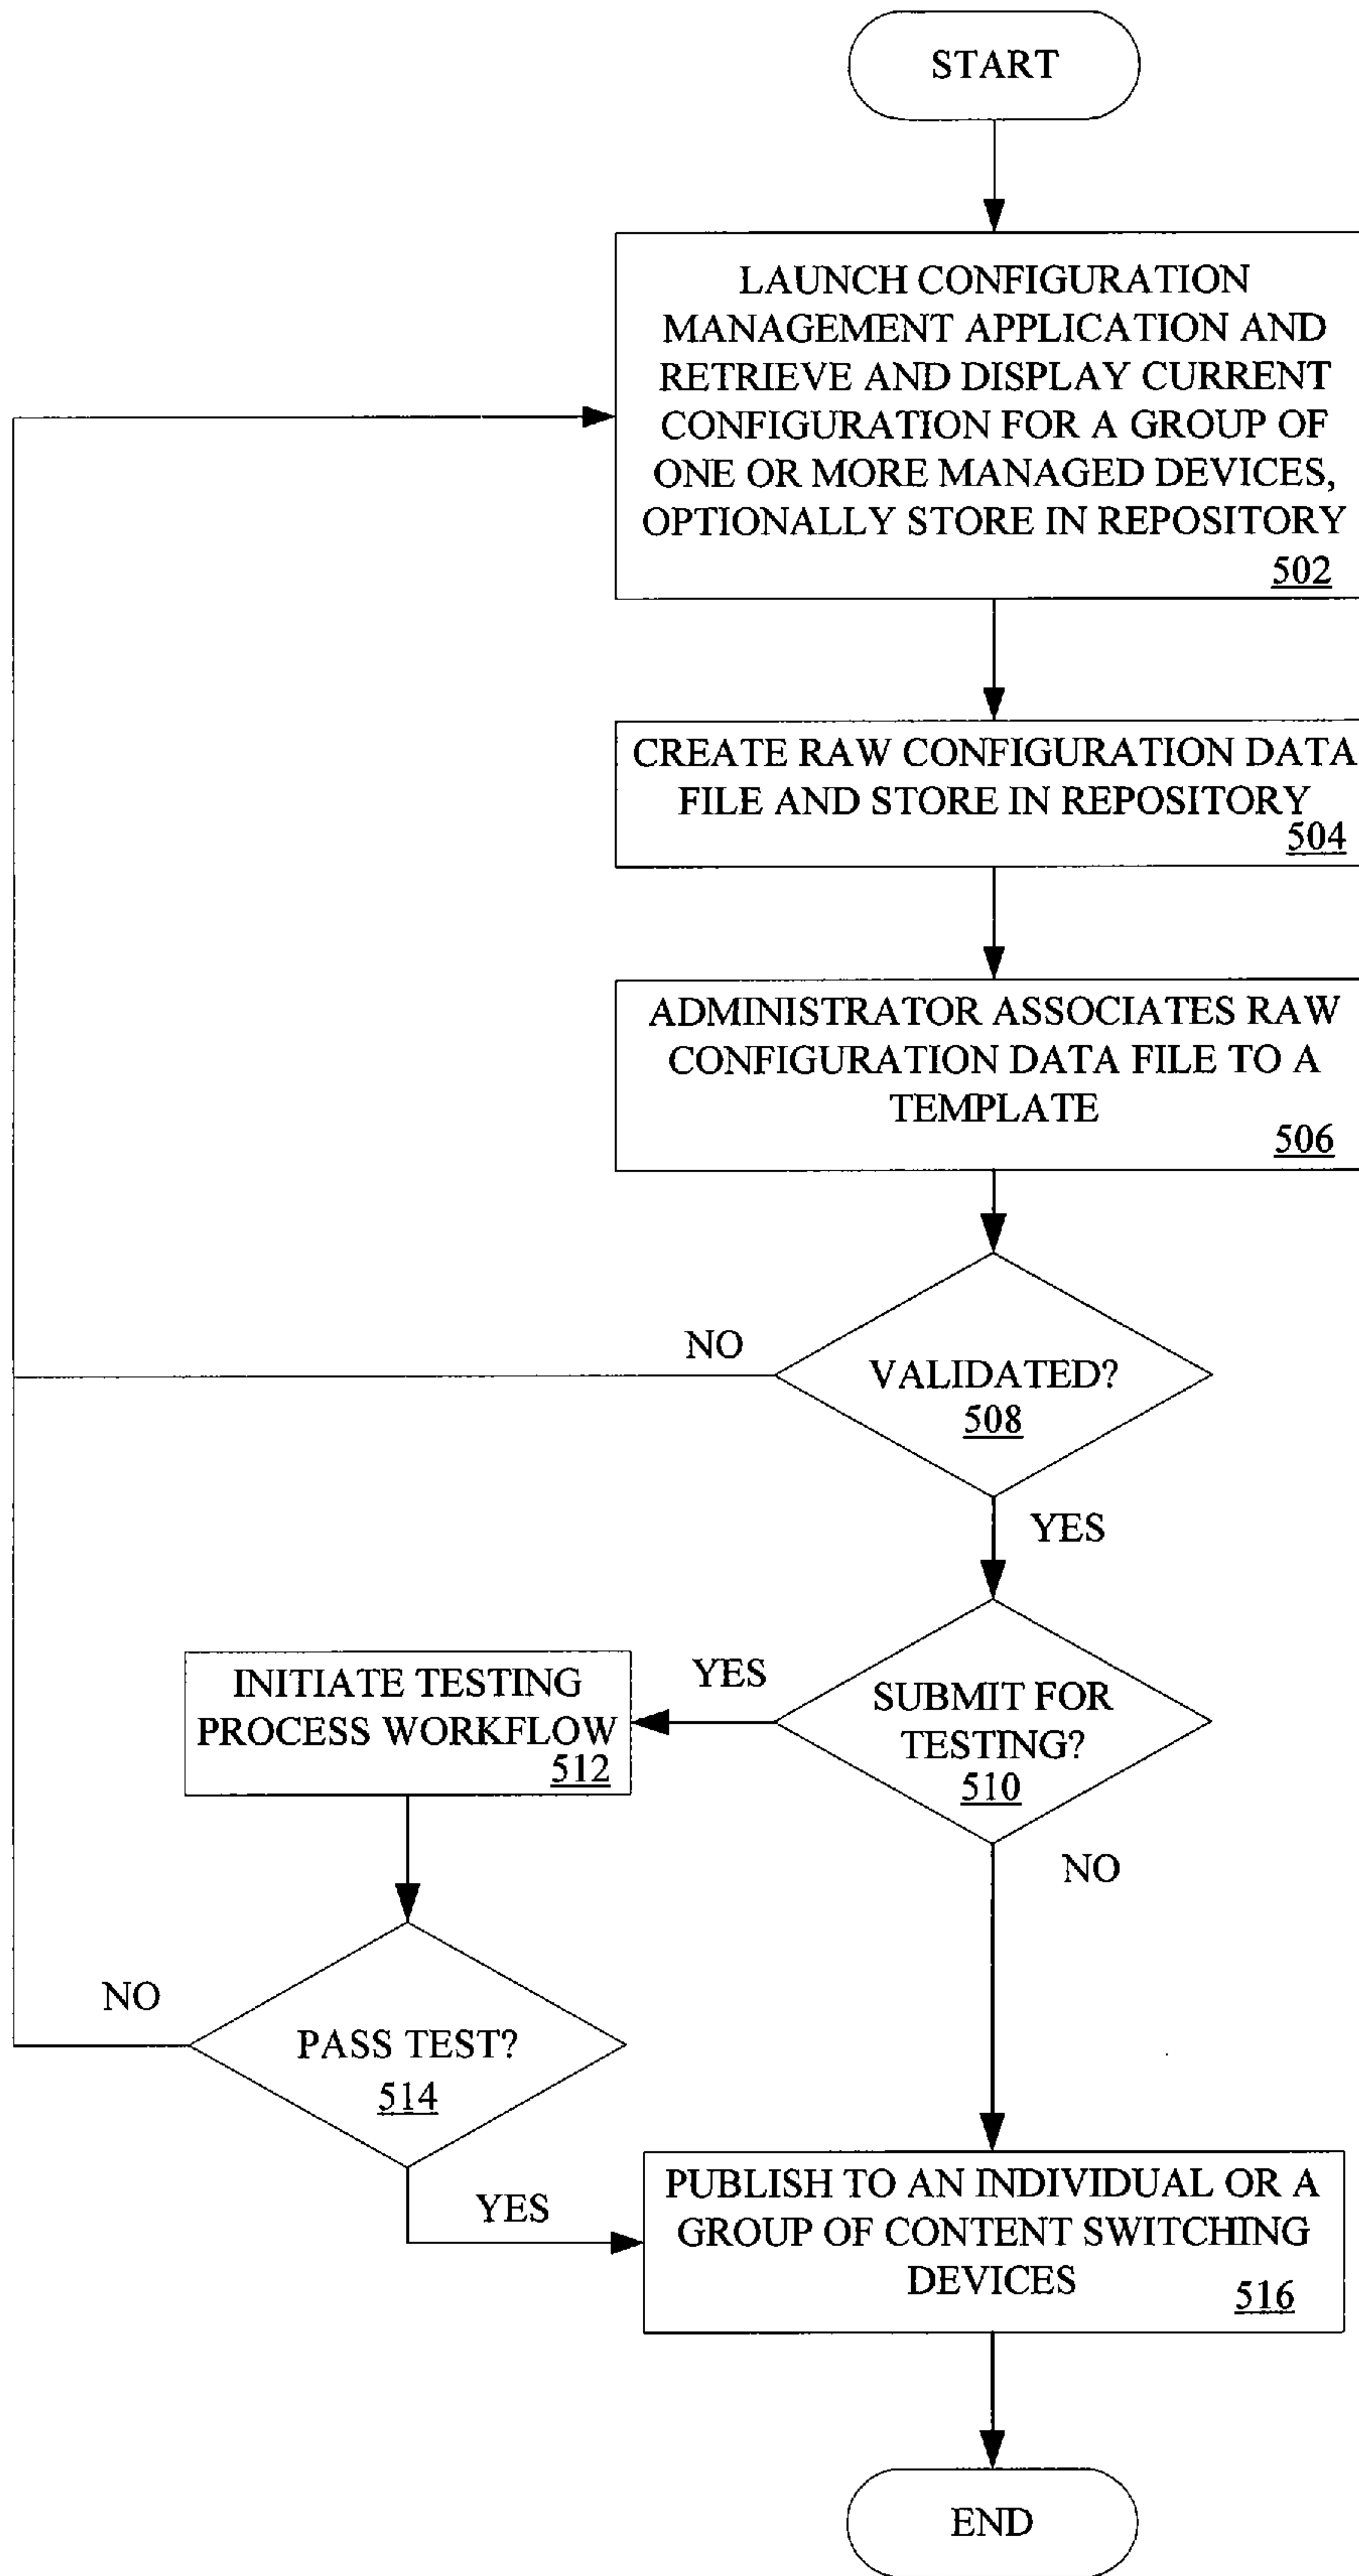 START
LAUNCH CONFIGURATION
MANAGEMENT APPLICATION AND
RETRIEVE AND DISPLAY CURRENT
CONFIGURATION FOR A GROUP OF
ONE OR MORE MANAGED DEVICES,
OPTIONALLY STORE IN REPOSITORY
502
CREATE RAW CONFIGURATION DATA
FILE AND STORE IN REPOSITORY
504
ADMINISTRATOR ASSOCIATES RAW
CONFIGURATION DATA FILE TO A
TEMPLATE
506
NO
VALIDATED?
508
YES
SUBMIT FOR
TESTING?
510
YES
INITIATE TESTING
PROCESS WORKFLOW
512
NO
NO
PASS TEST?
514
YES
PUBLISH TO AN INDIVIDUAL OR A
GROUP OF CONTENT SWITCHING
DEVICES
516
END